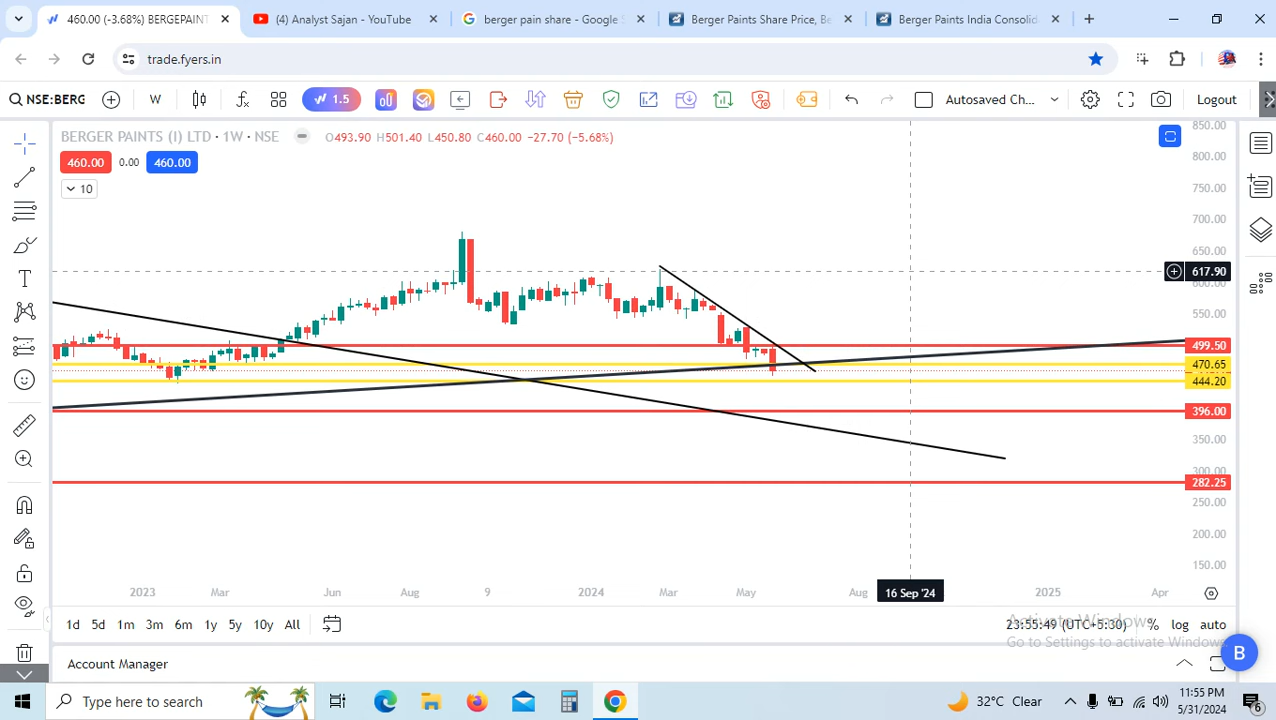 460.00 (-3.68%) BERGEPAINT
(4) Analyst Sajan - YouTube
berger pain share - Google S
Berger Paints Share Price, Be
Berger Paints India Consolid
trade.fyers.in
NSE:BERG
W
1.5
Autosaved Ch...
Logout
BERGER PAINTS (I) LTD · 1W · NSE
O493.90 H501.40 L450.80 C460.00 -27.70 (-5.68%)
460.00 0.00 460.00
10
850.00
800.00
750.00
700.00
650.00
617.90
600.00
550.00
499.50
470.65
444.20
396.00
350.00
300.00
282.25
250.00
200.00
150.00
2023 Mar Jun Aug 9 2024 Mar May Aug 16 Sep '24 2025 Apr
1d 5d 1m 3m 6m 1y 5y 10y All
23:55:49 (UTC+5:30) % log auto
Activate Windows
Go to Settings to activate Windows.
Account Manager
B
Type here to search
32°C Clear
11:55 PM
5/31/2024
6